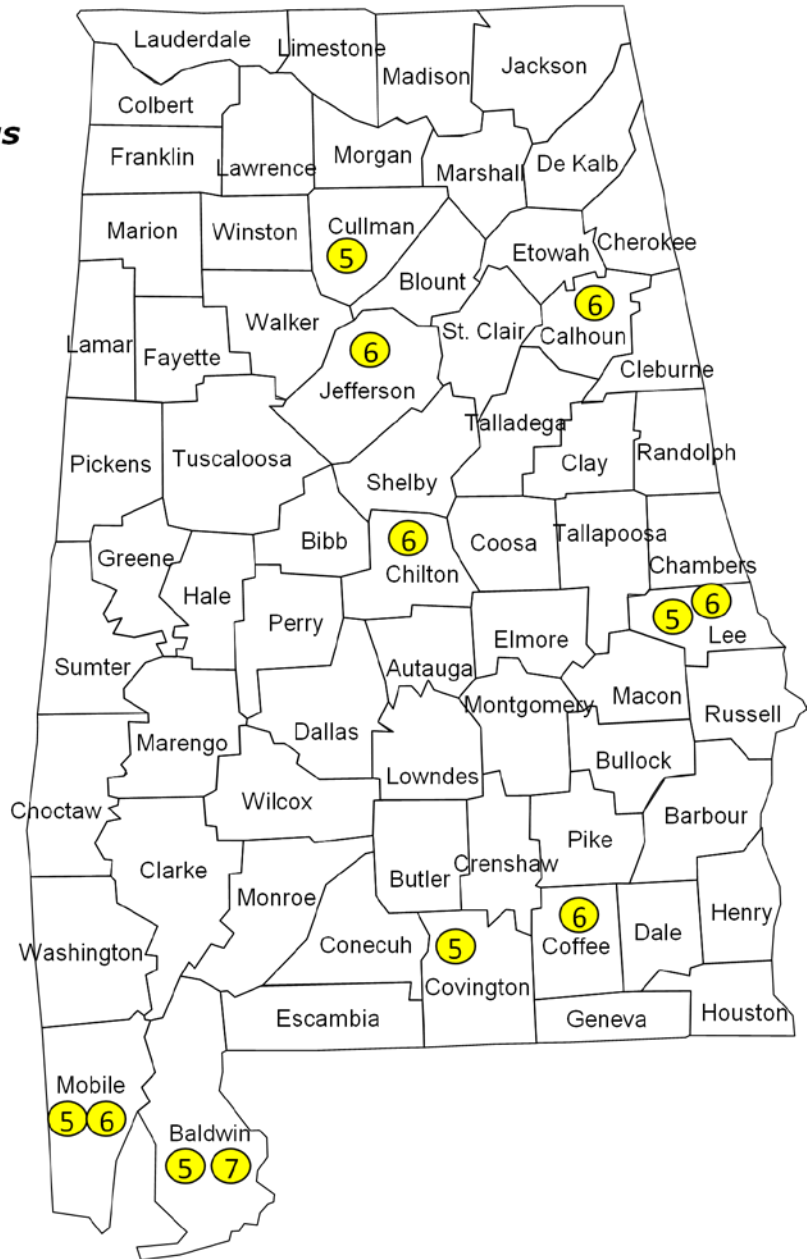 Lauderdale
Limestone
Madison
Jackson
Colbert
Franklin
Lawrence
Morgan
Marshall
De Kalb
Marion
Winston
Cullman
5
Blount
Etowah
Cherokee
Lamar
Fayette
Walker
6
Jefferson
St. Clair
6
Calhoun
Cleburne
Pickens
Tuscaloosa
Shelby
Talladega
Clay
Randolph
Greene
Hale
Bibb
6
Chilton
Coosa
Tallapoosa
Chambers
Sumter
Perry
Autauga
Elmore
5 6
Lee
Marengo
Dallas
Lowndes
Montgomery
Macon
Russell
Bullock
Choctaw
Clarke
Wilcox
Butler
Crenshaw
Pike
Barbour
Washington
Monroe
Conecuh
5
Covington
6
Coffee
Dale
Henry
Escambia
Geneva
Houston
Mobile
5 6
Baldwin
5 7